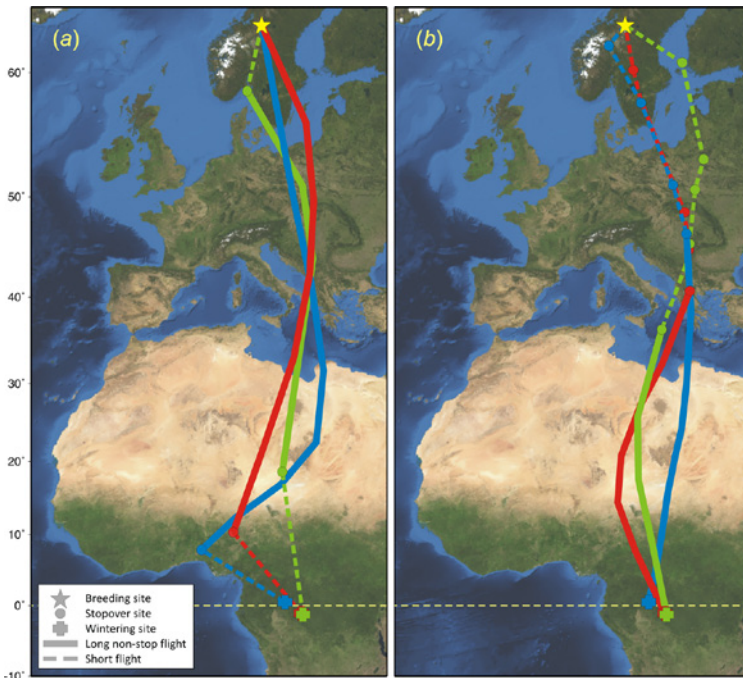 (a)
(b)
60°
50°
40°
30°
20°
10°
0°
-10°
Breeding site
Stopover site
Wintering site
Long non-stop flight
Short flight